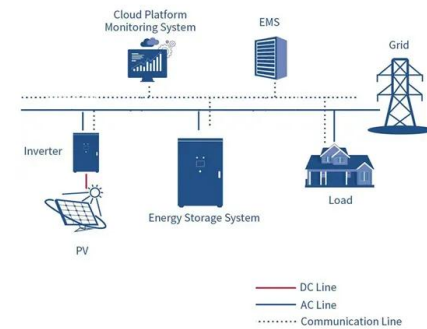 Cloud Platform
Monitoring System
EMS
Grid
Inverter
Energy Storage System
Load
PV
DC Line
AC Line
Communication Line